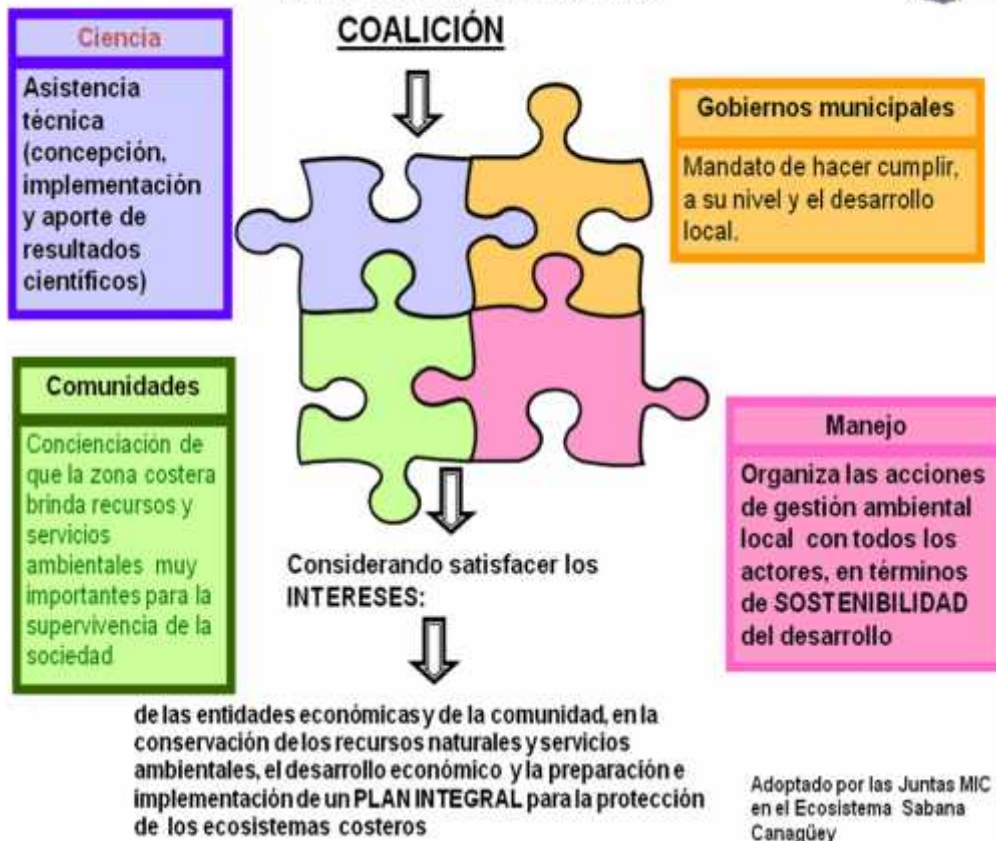 COALICIÓN
Ciencia
Asistencia
técnica
(concepción,
implementación
y aporte de
resultados
científicos)
Gobiernos municipales
Mandato de hacer cumplir,
a su nivel y el desarrollo
local.
Comunidades
Concienciación de
que la zona costera
brinda recursos y
servicios
ambientales muy
importantes para la
supervivencia de la
sociedad
Manejo
Organiza las acciones
de gestión ambiental
local con todos los
actores, en términos
de SOSTENIBILIDAD
del desarrollo
Considerando satisfacer los
INTERESES:
de las entidades económicas y de la comunidad, en la
conservación de los recursos naturales y servicios
ambientales, el desarrollo económico y la preparación e
implementación de un PLAN INTEGRAL para la protección
de los ecosistemas costeros
Adoptado por las Juntas MIC
en el Ecosistema Sabana
Canagüey